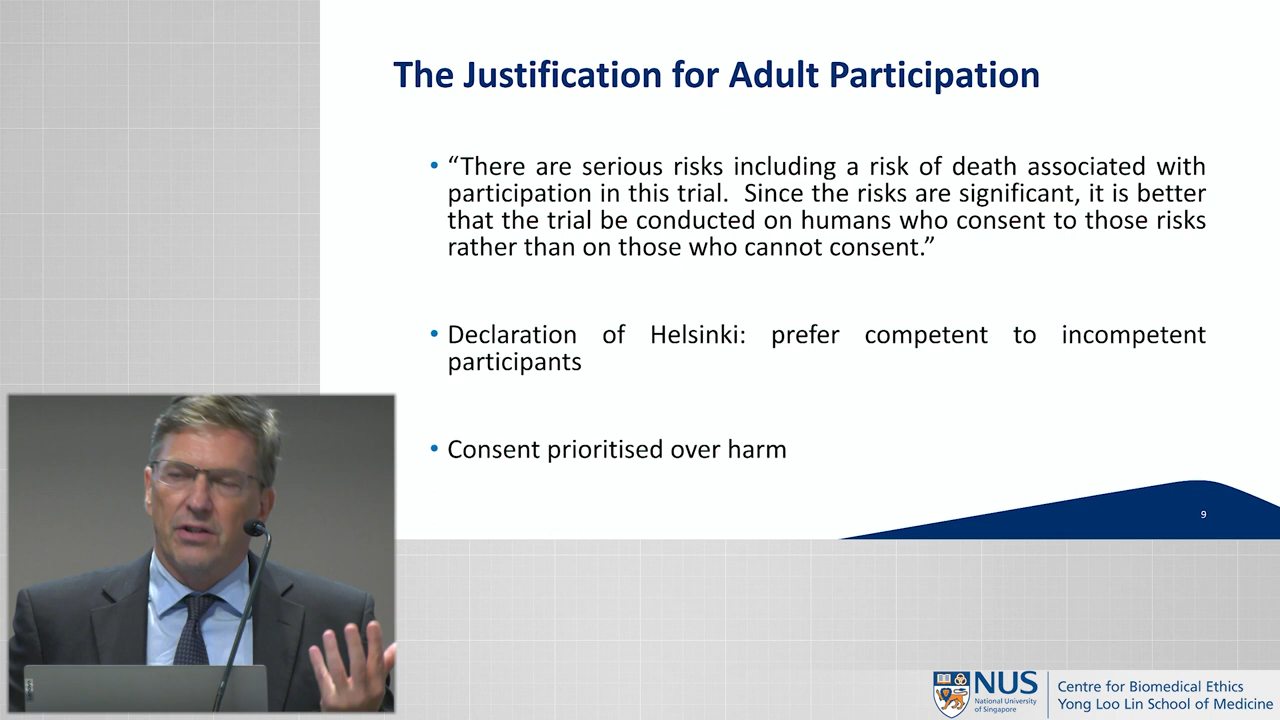 The Justification for Adult Participation
• “There are serious risks including a risk of death associated with
participation in this trial.  Since the risks are significant, it is better
that the trial be conducted on humans who consent to those risks
rather than on those who cannot consent.”
• Declaration of Helsinki: prefer competent to incompetent
participants
• Consent prioritised over harm
9
NUS
National University
of Singapore
Centre for Biomedical Ethics
Yong Loo Lin School of Medicine